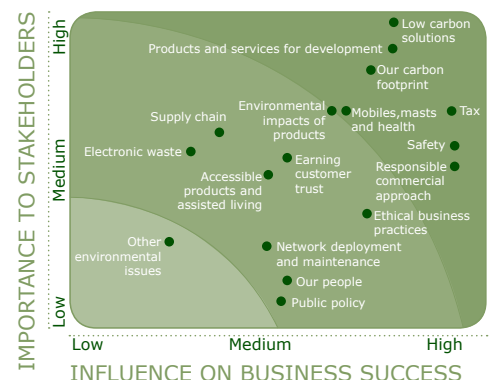 IMPORTANCE TO STAKEHOLDERS
High
Medium
Low
Low carbon
solutions
Products and services for development
Our carbon
footprint
Environmental
impacts of
products
Mobiles,masts
and health
Tax
Supply chain
Safety
Electronic waste
Earning
customer
trust
Responsible
commercial
approach
Accessible
products and
assisted living
Ethical business
practices
Other
environmental
issues
Network deployment
and maintenance
Our people
Public policy
Low
Medium
High
INFLUENCE ON BUSINESS SUCCESS